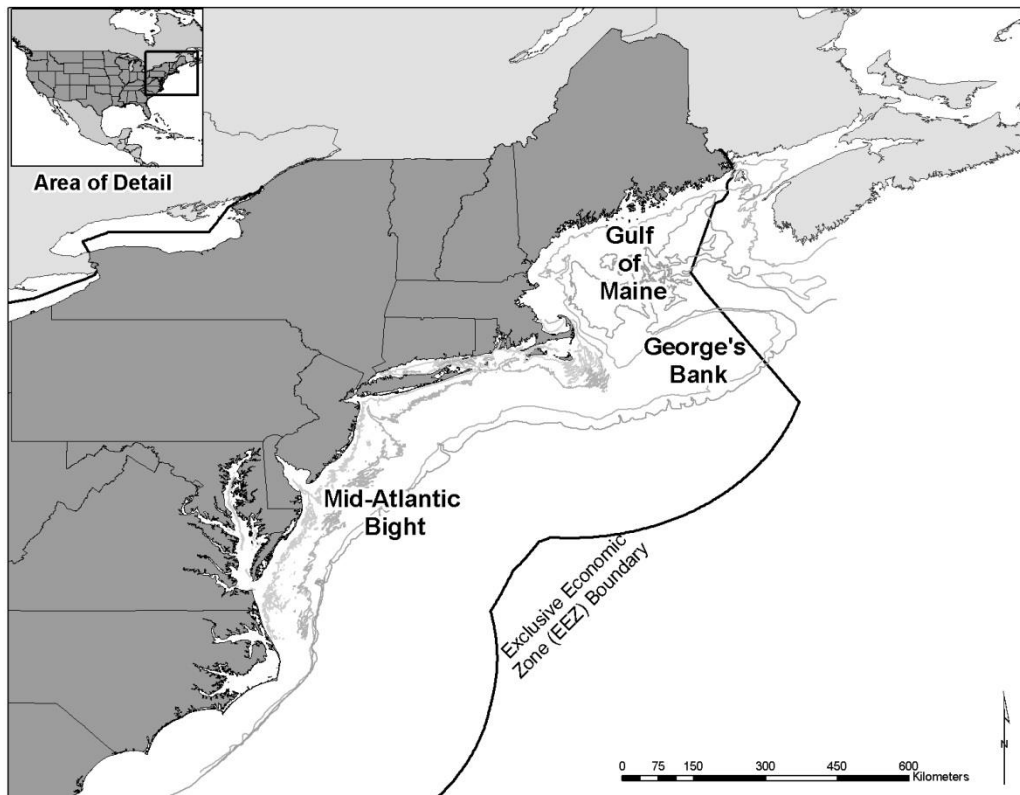 Area of Detail
Gulf
of
Maine
George's
Bank
Mid-Atlantic
Bight
Exclusive Economic
Zone (EEZ) Boundary
N
0 75 150 300 450 600
Kilometers